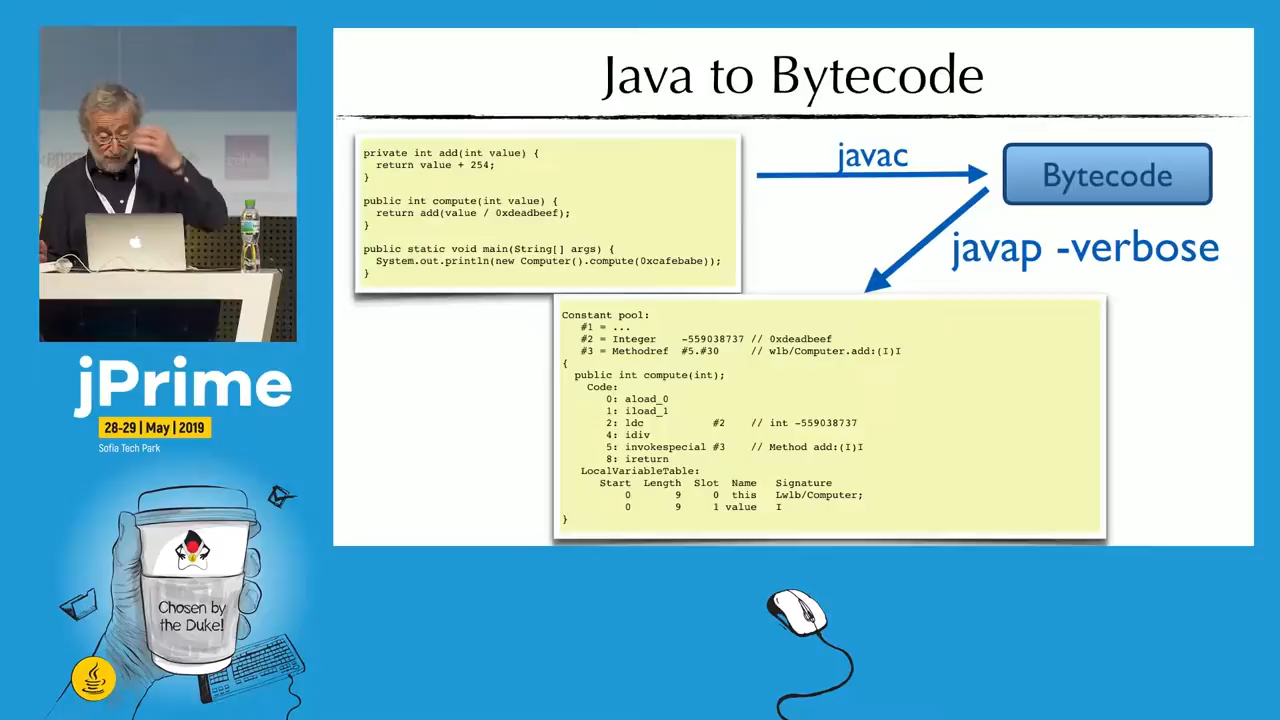 Java to Bytecode
private int add(int value) {
return value + 254;
}
public int compute(int value) {
return add(value / 0xdeadbeef);
}
public static void main(String[] args) {
System.out.println(new Computer().compute(0xcafebabe));
}
javac
Bytecode
javap -verbose
Constant pool:
#1 = ...
#2 = Integer -559038737 // 0xdeadbeef
#3 = Methodref #5.#30 // wlb/Computer.add:(I)I
{
public int compute(int);
Code:
0: aload_0
1: iload_1
2: ldc #2 // int -559038737
4: idiv
5: invokespecial #3 // Method add:(I)I
8: ireturn
LocalVariableTable:
Start Length Slot Name Signature
0 9 0 this Lwlb/Computer;
0 9 1 value I
}
jPrime
28-29 | May | 2019
Sofia Tech Park
Chosen by
the Duke!